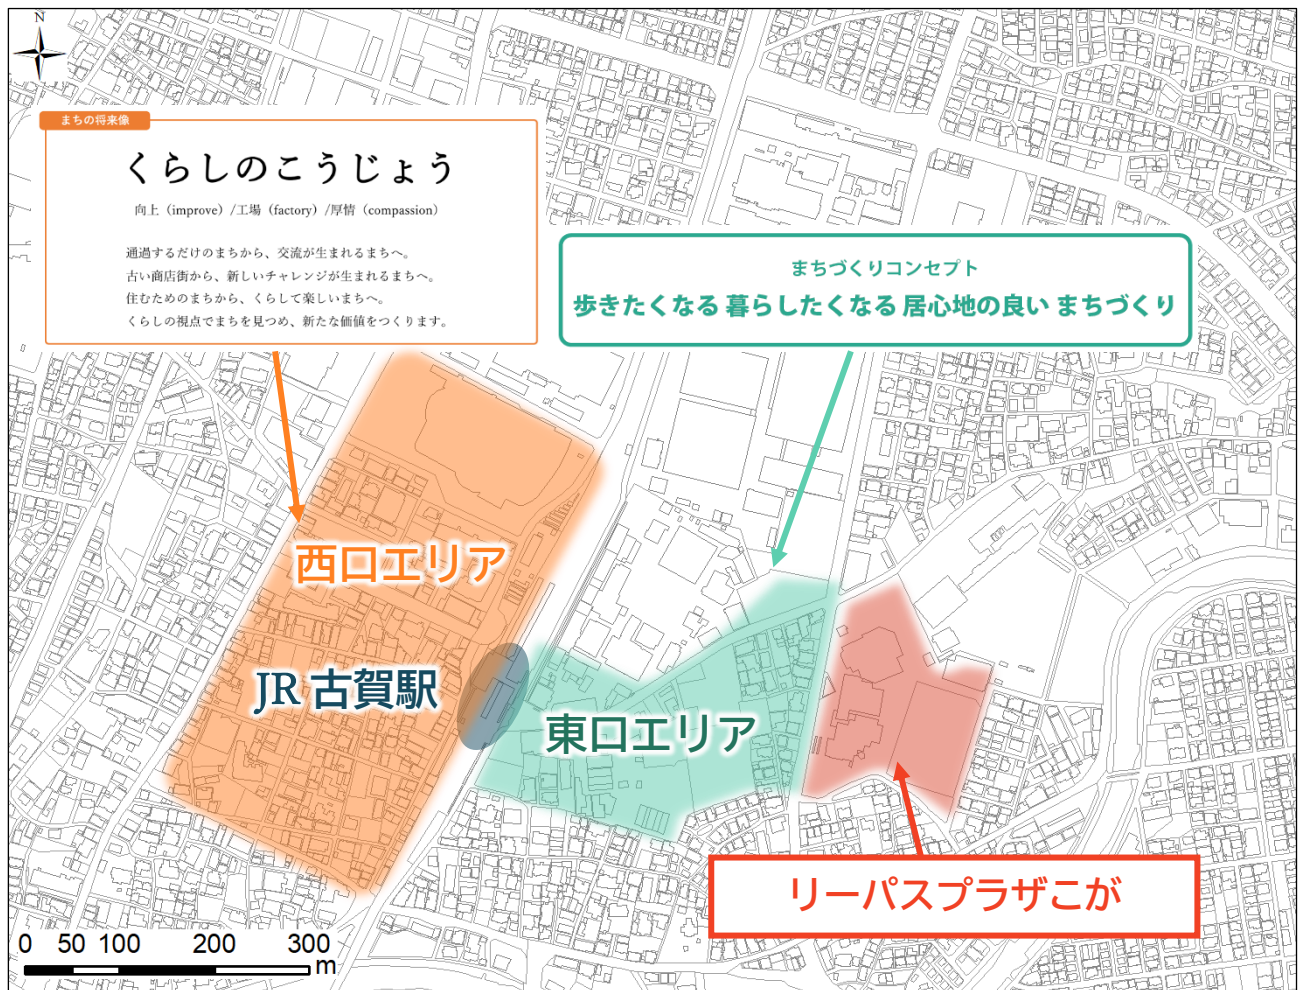 N
まちの将来像
くらしのこうじょう
向上（improve）/工場（factory）/厚情（compassion）
通過するだけのまちから、交流が生まれるまちへ。
古い商店街から、新しいチャレンジが生まれるまちへ。
住むためのまちから、くらして楽しいまちへ。
くらしの視点でまちを見つめ、新たな価値をつくります。
まちづくりコンセプト
歩きたくなる 暮らしたくなる 居心地の良い まちづくり
西口エリア
JR 古賀駅
東口エリア
リーパスプラザこが
0 50 100 200 300
m